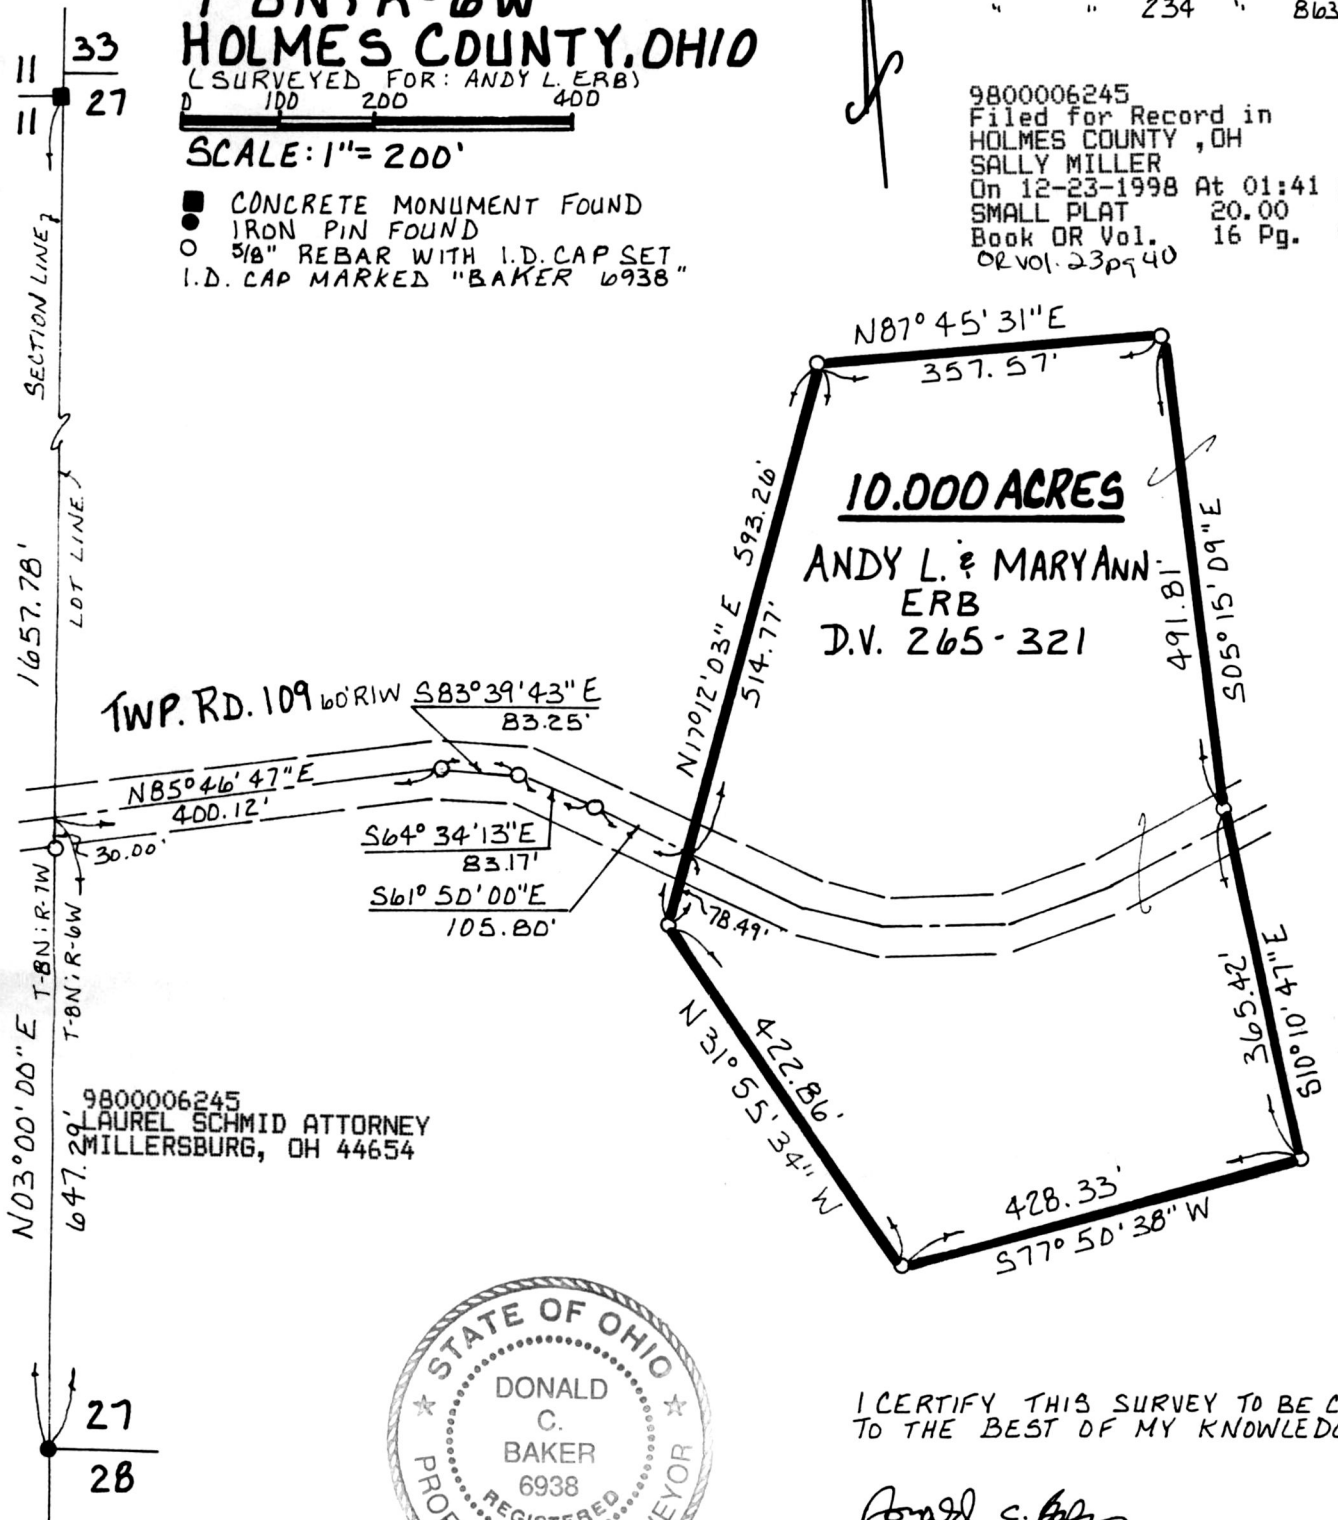 HOLMES COUNTY, OHIO
(SURVEYED FOR: ANDY L. ERB)
0 100 200 400
SCALE: 1"= 200'
■ CONCRETE MONUMENT FOUND
● IRON PIN FOUND
○ 5/8" REBAR WITH I.D. CAP SET
I.D. CAP MARKED "BAKER 6938"
33
11
27
11
" " 234 " 863
9800006245
Filed for Record in
HOLMES COUNTY ,OH
SALLY MILLER
On 12-23-1998 At 01:41
SMALL PLAT 20.00
Book OR Vol. 16 Pg.
OR vol. 23 pg 40
SECTION LINE
LOT LINE
1657.78'
N87° 45' 31"E
357.57'
10.000 ACRES
ANDY L. & MARY ANN
ERB
D.V. 265-321
N17°12'03" E 593.26'
514.77'
491.81'
S05° 15' 09" E
TWP. RD. 109 60' R/W
S83°39'43" E
83.25'
N85°46'47"E
400.12'
30.00'
S64° 34'13"E
83.17'
S61° 50'00"E
105.80'
78.49'
T-8N; R-7W
T-8N; R-6W
N03°00'00" E
647.29'
9800006245
LAUREL SCHMID ATTORNEY
MILLERSBURG, OH 44654
422.86'
N 31° 55' 34" W
365.42'
S10° 10' 47" E
428.33'
S77° 50' 38" W
27
28
STATE OF OHIO
DONALD
C.
BAKER
6938
REGISTERED
I CERTIFY THIS SURVEY TO BE C
TO THE BEST OF MY KNOWLEDG